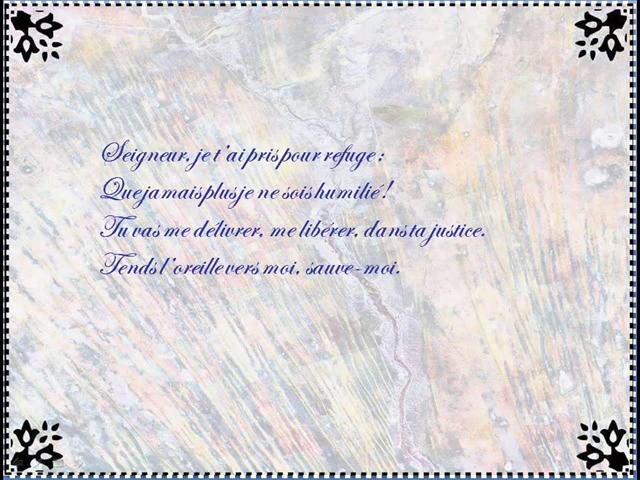 Seigneur, je t'ai pris pour refuge :
Que jamais plus je ne sois humilié !
Tu vas me délivrer, me libérer, dans ta justice.
Tends l'oreille vers moi, sauve-moi.